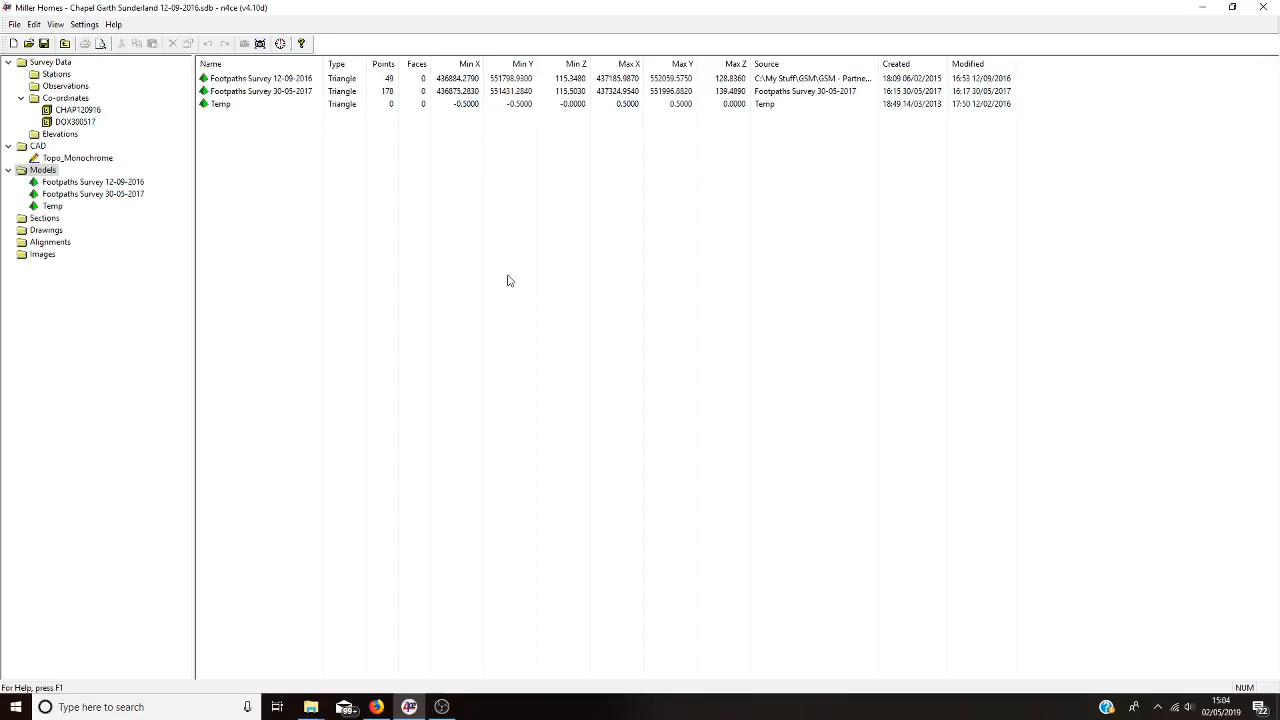 Miller Homes - Chapel Garth Sunderland 12-09-2016.sdb - n4ce (v4.10d)
File Edit View Settings Help
Survey Data
Stations
Observations
Co-ordinates
CHAP120916
DOX300517
Elevations
CAD
Topo_Monochrome
Models
Footpaths Survey 12-09-2016
Footpaths Survey 30-05-2017
Temp
Sections
Drawings
Alignments
Images
Name Type Points Faces Min X Min Y Min Z Max X Max Y Max Z Source Created Modified
Footpaths Survey 12-09-2016 Triangle 49 0 436884.2790 551798.9300 115.3480 437185.9870 552059.5750 128.8360 C:\My Stuff\GSM\GSM - Partne... 18:09 06/02/2015 16:53 12/09/2016
Footpaths Survey 30-05-2017 Triangle 178 0 436875.2830 551431.2840 115.5030 437324.9540 551996.8820 139.4890 Footpaths Survey 30-05-2017 16:15 30/05/2017 16:17 30/05/2017
Temp Triangle 0 0 -0.5000 -0.5000 -0.0000 0.5000 0.5000 0.0000 Temp 18:49 14/03/2013 17:50 12/02/2016
For Help, press F1
NUM
Type here to search
99+
15:04
02/05/2019
22